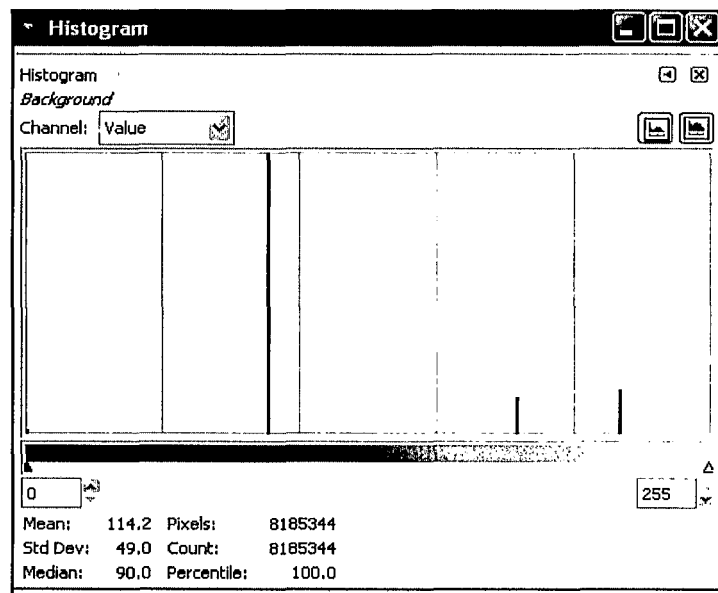 Histogram
Histogram
Background
Channel: Value
0 255
Mean: 114.2 Pixels: 8185344
Std Dev: 49.0 Count: 8185344
Median: 90.0 Percentile: 100.0